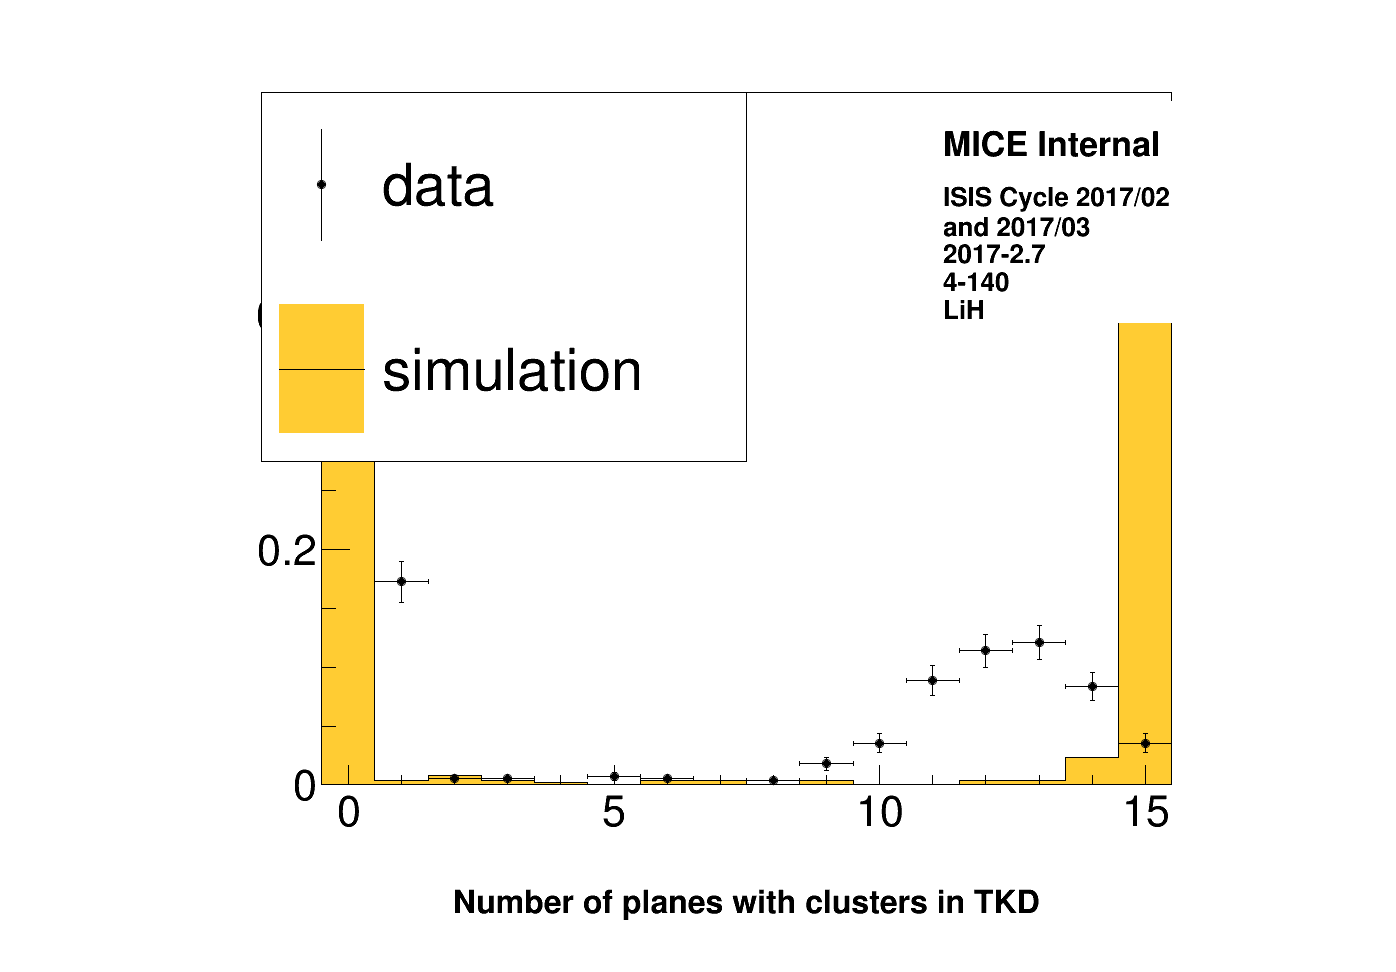 data
simulation
MICE Internal
ISIS Cycle 2017/02
and 2017/03
2017-2.7
4-140
LiH
0.2
0
0 5 10 15
Number of planes with clusters in TKD